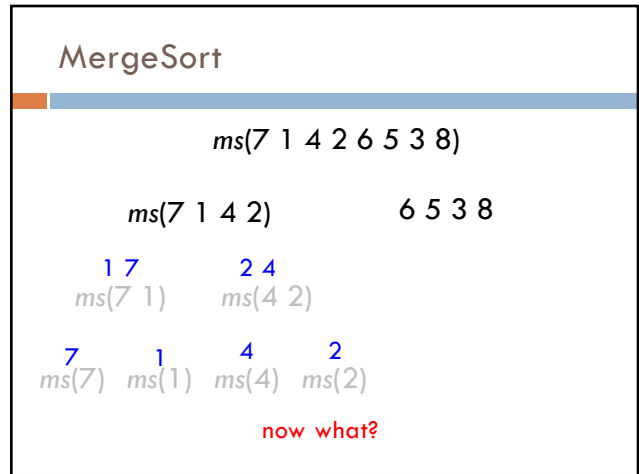 MergeSort
ms(7 1 4 2 6 5 3 8)
ms(7 1 4 2) 6 5 3 8
1 7 2 4
ms(7 1) ms(4 2)
7 1 4 2
ms(7) ms(1) ms(4) ms(2)
now what?